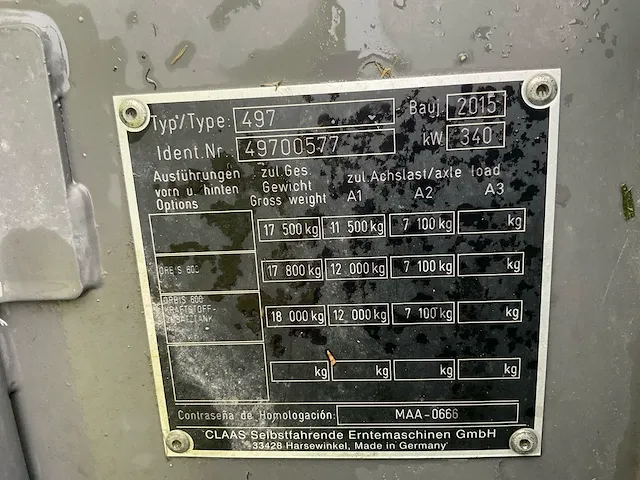 Typ/Type: 497 Bauj. 2015
Ident.Nr. 49700577 kW 340
Ausführungen zul.Ges. zul.Achslast/axle load
vorn u. hinten Gewicht A1 A2 A3
Options Gross weight
17 500 kg 11 500 kg 7 100 kg kg
ORBIS 600 17 800 kg 12 000 kg 7 100 kg kg
ORBIS 600
KRAFTSTOFF-
ZUSATZTANK 18 000 kg 12 000 kg 7 100 kg kg
kg kg kg kg
Contraseña de Homologación: MAA-0666
CLAAS Selbstfahrende Erntemaschinen GmbH
33428 Harsewinkel, Made in Germany